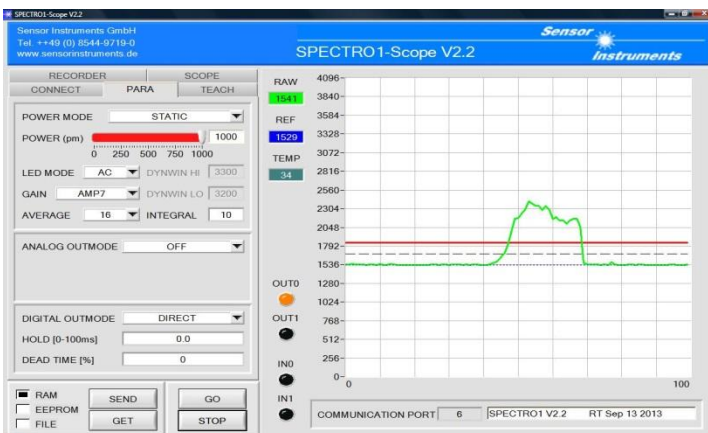 SPECTRO1-Scope V2.2
Sensor Instruments GmbH
Tel. ++49 (0) 8544-9719-0
www.sensorinstruments.de
SPECTRO1-Scope V2.2
Sensor
Instruments
RECORDER SCOPE
CONNECT PARA TEACH
POWER MODE STATIC
POWER (pm) 1000
0 250 500 750 1000
LED MODE AC DYNWIN HI 3300
GAIN AMP7 DYNWIN LO 3200
AVERAGE 16 INTEGRAL 10
ANALOG OUTMODE OFF
DIGITAL OUTMODE DIRECT
HOLD [0-100ms] 0.0
DEAD TIME [%] 0
RAM
EEPROM
FILE
SEND GO
GET STOP
RAW
1541
REF
1529
TEMP
34
OUT0
OUT1
IN0
IN1
4096
3840
3584
3328
3072
2816
2560
2304
2048
1792
1536
1280
1024
768
512
256
0
0 100
COMMUNICATION PORT 6 SPECTRO1 V2.2 RT Sep 13 2013